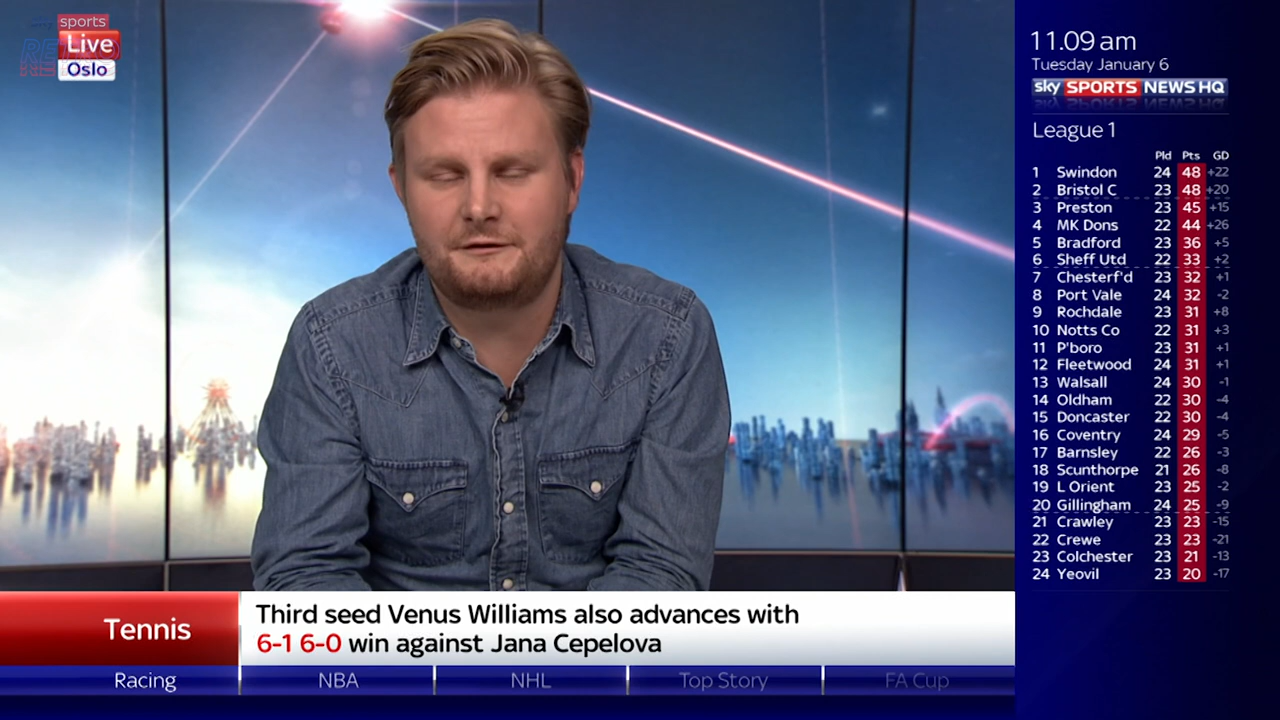 sky sports
Live
Oslo
11.09 am
Tuesday January 6
sky SPORTS NEWS HQ
League 1
Pld Pts GD
1 Swindon 24 48 +22
2 Bristol C 23 48 +20
3 Preston 23 45 +15
4 MK Dons 22 44 +26
5 Bradford 23 36 +5
6 Sheff Utd 22 33 +2
7 Chesterf'd 23 32 +1
8 Port Vale 24 32 -2
9 Rochdale 23 31 +8
10 Notts Co 22 31 +3
11 P'boro 23 31 +1
12 Fleetwood 24 31 +1
13 Walsall 24 30 -1
14 Oldham 22 30 -4
15 Doncaster 22 30 -4
16 Coventry 24 29 -5
17 Barnsley 22 26 -3
18 Scunthorpe 21 26 -8
19 L Orient 23 25 -2
20 Gillingham 24 25 -9
21 Crawley 23 23 -15
22 Crewe 23 23 -21
23 Colchester 23 21 -13
24 Yeovil 23 20 -17
Tennis
Third seed Venus Williams also advances with
6-1 6-0 win against Jana Cepelova
Racing NBA NHL Top Story FA Cup